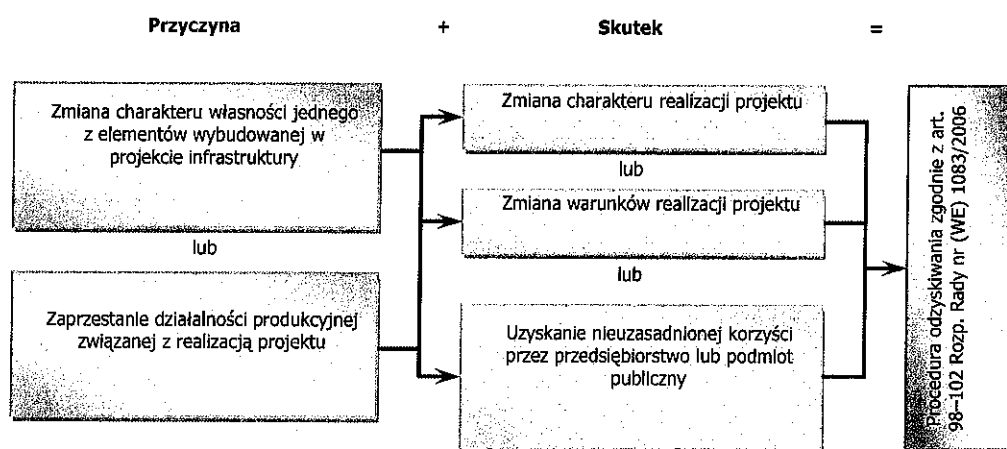 Przyczyna + Skutek =
Zmiana charakteru własności jednego
z elementów wybudowanej w
projekcie infrastruktury
lub
Zaprzestanie działalności produkcyjnej
związanej z realizacją projektu
Zmiana charakteru realizacji projektu
lub
Zmiana warunków realizacji projektu
lub
Uzyskanie nieuzasadnionej korzyści
przez przedsiębiorstwo lub podmiot
publiczny
Procedura odzyskiwania zgodnie z art.
98–102 Rozp. Rady nr (WE) 1083/2006